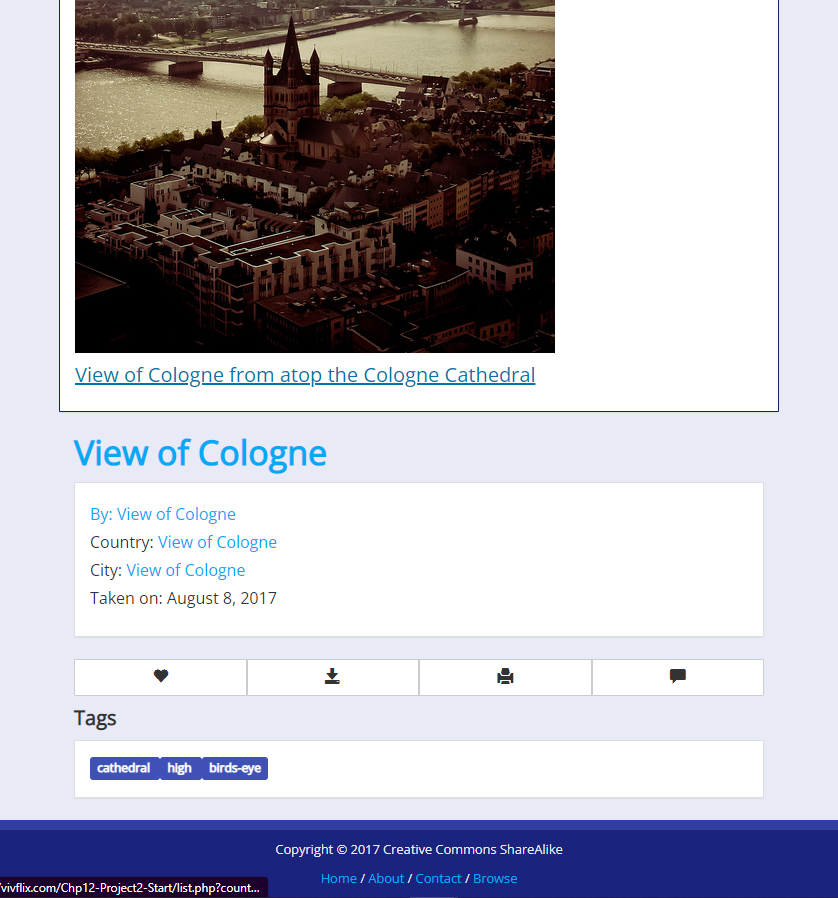 View of Cologne from atop the Cologne Cathedral
View of Cologne
By: View of Cologne
Country: View of Cologne
City: View of Cologne
Taken on: August 8, 2017
Tags
cathedral high birds-eye
Copyright © 2017 Creative Commons ShareAlike
Home / About / Contact / Browse
/vivflix.com/Chp12-Project2-Start/list.php?count...